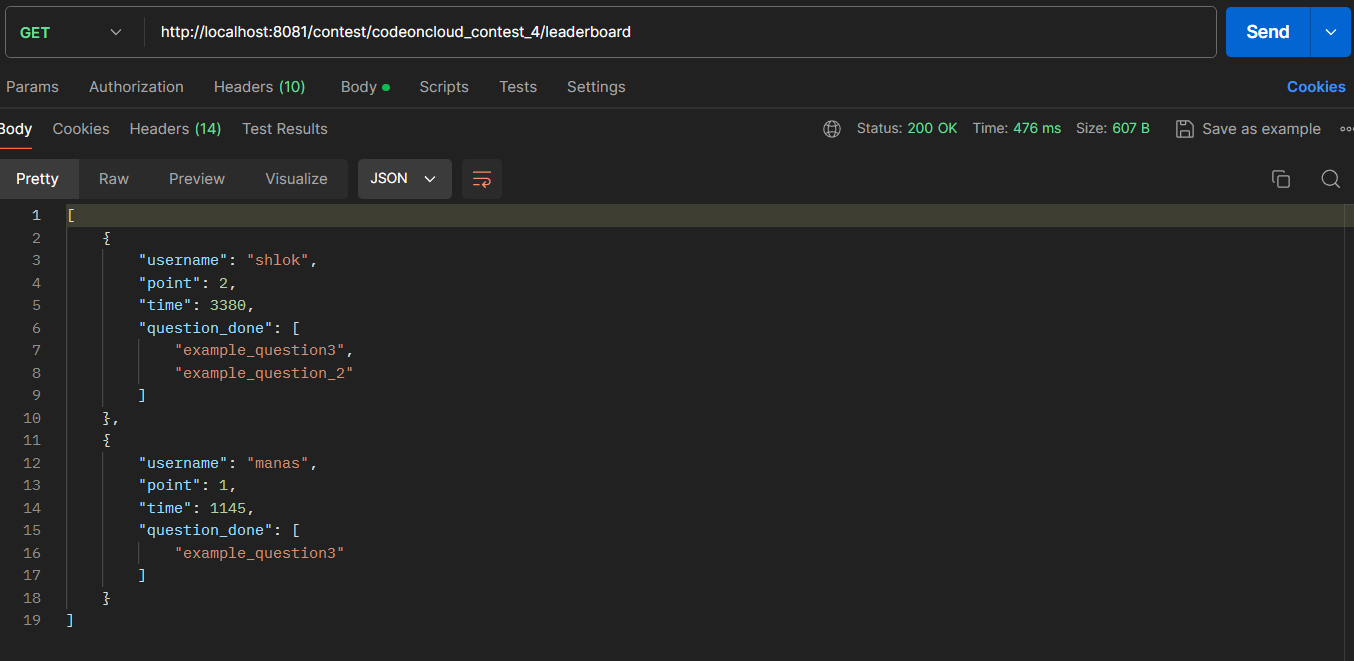 GET http://localhost:8081/contest/codeoncloud_contest_4/leaderboard Send
Params Authorization Headers (10) Body Scripts Tests Settings Cookies
Body Cookies Headers (14) Test Results Status: 200 OK Time: 476 ms Size: 607 B Save as example
Pretty Raw Preview Visualize JSON
1 [
2 {
3 "username": "shlok",
4 "point": 2,
5 "time": 3380,
6 "question_done": [
7 "example_question3",
8 "example_question_2"
9 ]
10 },
11 {
12 "username": "manas",
13 "point": 1,
14 "time": 1145,
15 "question_done": [
16 "example_question3"
17 ]
18 }
19 ]